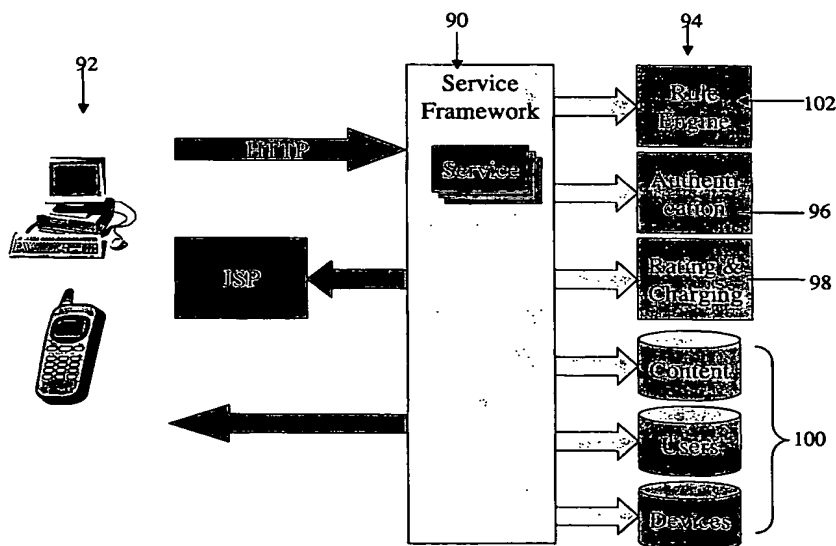 90
94
92
Service
Framework
Rule
Engine
102
HTTP
Service
Authenti
cation
96
ISP
Rating &
Charging
98
Content
Users
100
Devices